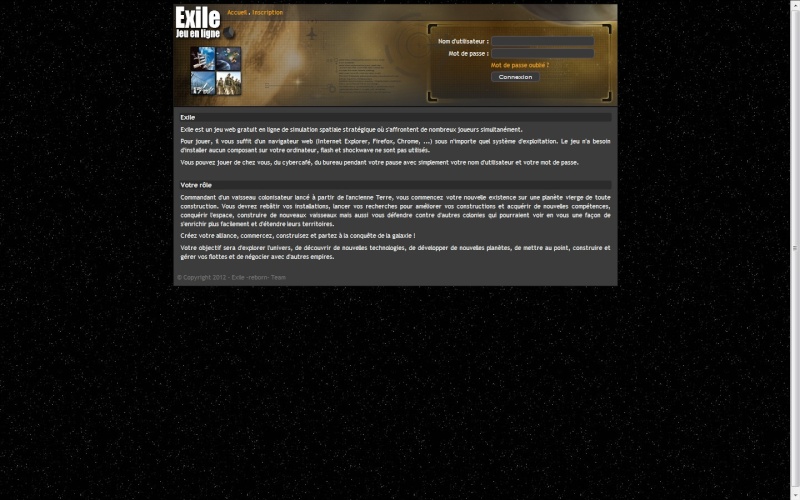 Exile
Jeu en ligne
Accueil . Inscription
Nom d'utilisateur :
Mot de passe :
Mot de passe oublié ?
Connexion
Exile
Exile est un jeu web gratuit en ligne de simulation spatiale stratégique où s'affrontent de nombreux joueurs simultanément.
Pour jouer, il vous suffit d'un navigateur web (Internet Explorer, Firefox, Chrome, ...) sous n'importe quel système d'exploitation. Le jeu n'a besoin
d'installer aucun composant sur votre ordinateur, flash et shockwave ne sont pas utilisés.
Vous pouvez jouer de chez vous, du cybercafé, du bureau pendant votre pause avec simplement votre nom d'utilisateur et votre mot de passe.
Votre rôle
Commandant d'un vaisseau colonisateur lancé à partir de l'ancienne Terre, vous commencez votre nouvelle existence sur une planète vierge de toute
construction. Vous devrez rebâtir vos installations, lancer vos recherches pour améliorer vos constructions et acquérir de nouvelles compétences,
conquérir l'espace, construire de nouveaux vaisseaux mais aussi vous défendre contre d'autres colonies qui pourraient voir en vous une façon de
s'enrichir plus facilement et d'étendre leurs territoires.
Créez votre alliance, commercez, construisez et partez à la conquête de la galaxie !
Votre objectif sera d'explorer l'univers, de découvrir de nouvelles technologies, de développer de nouvelles planètes, de mettre au point, construire et
gérer vos flottes et de négocier avec d'autres empires.
© Copyright 2012 - Exile -reborn- Team